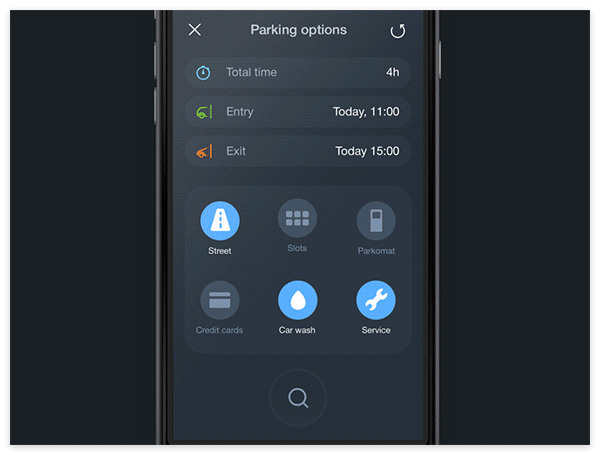 Parking options
Total time 4h
Entry Today, 11:00
Exit Today 15:00
Street Slots Parkomat
Credit cards Car wash Service